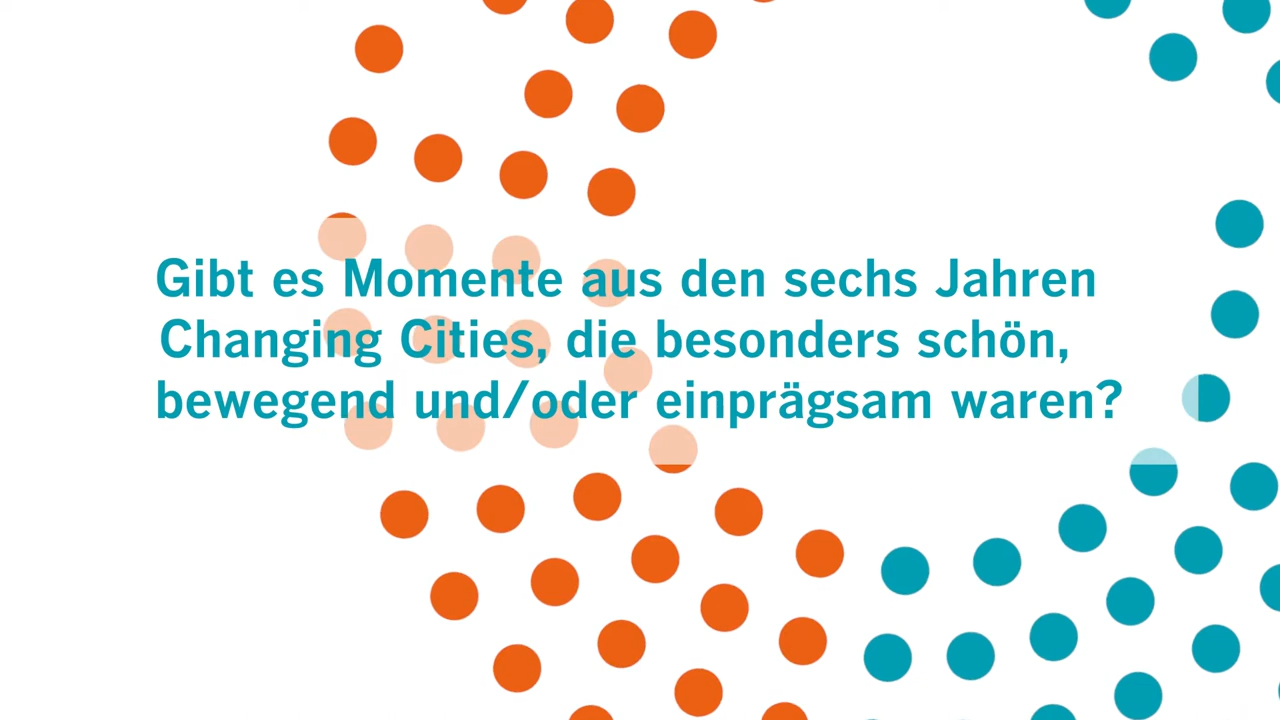 Gibt es Momente aus den sechs Jahren
Changing Cities, die besonders schön,
bewegend und/oder einprägsam waren?